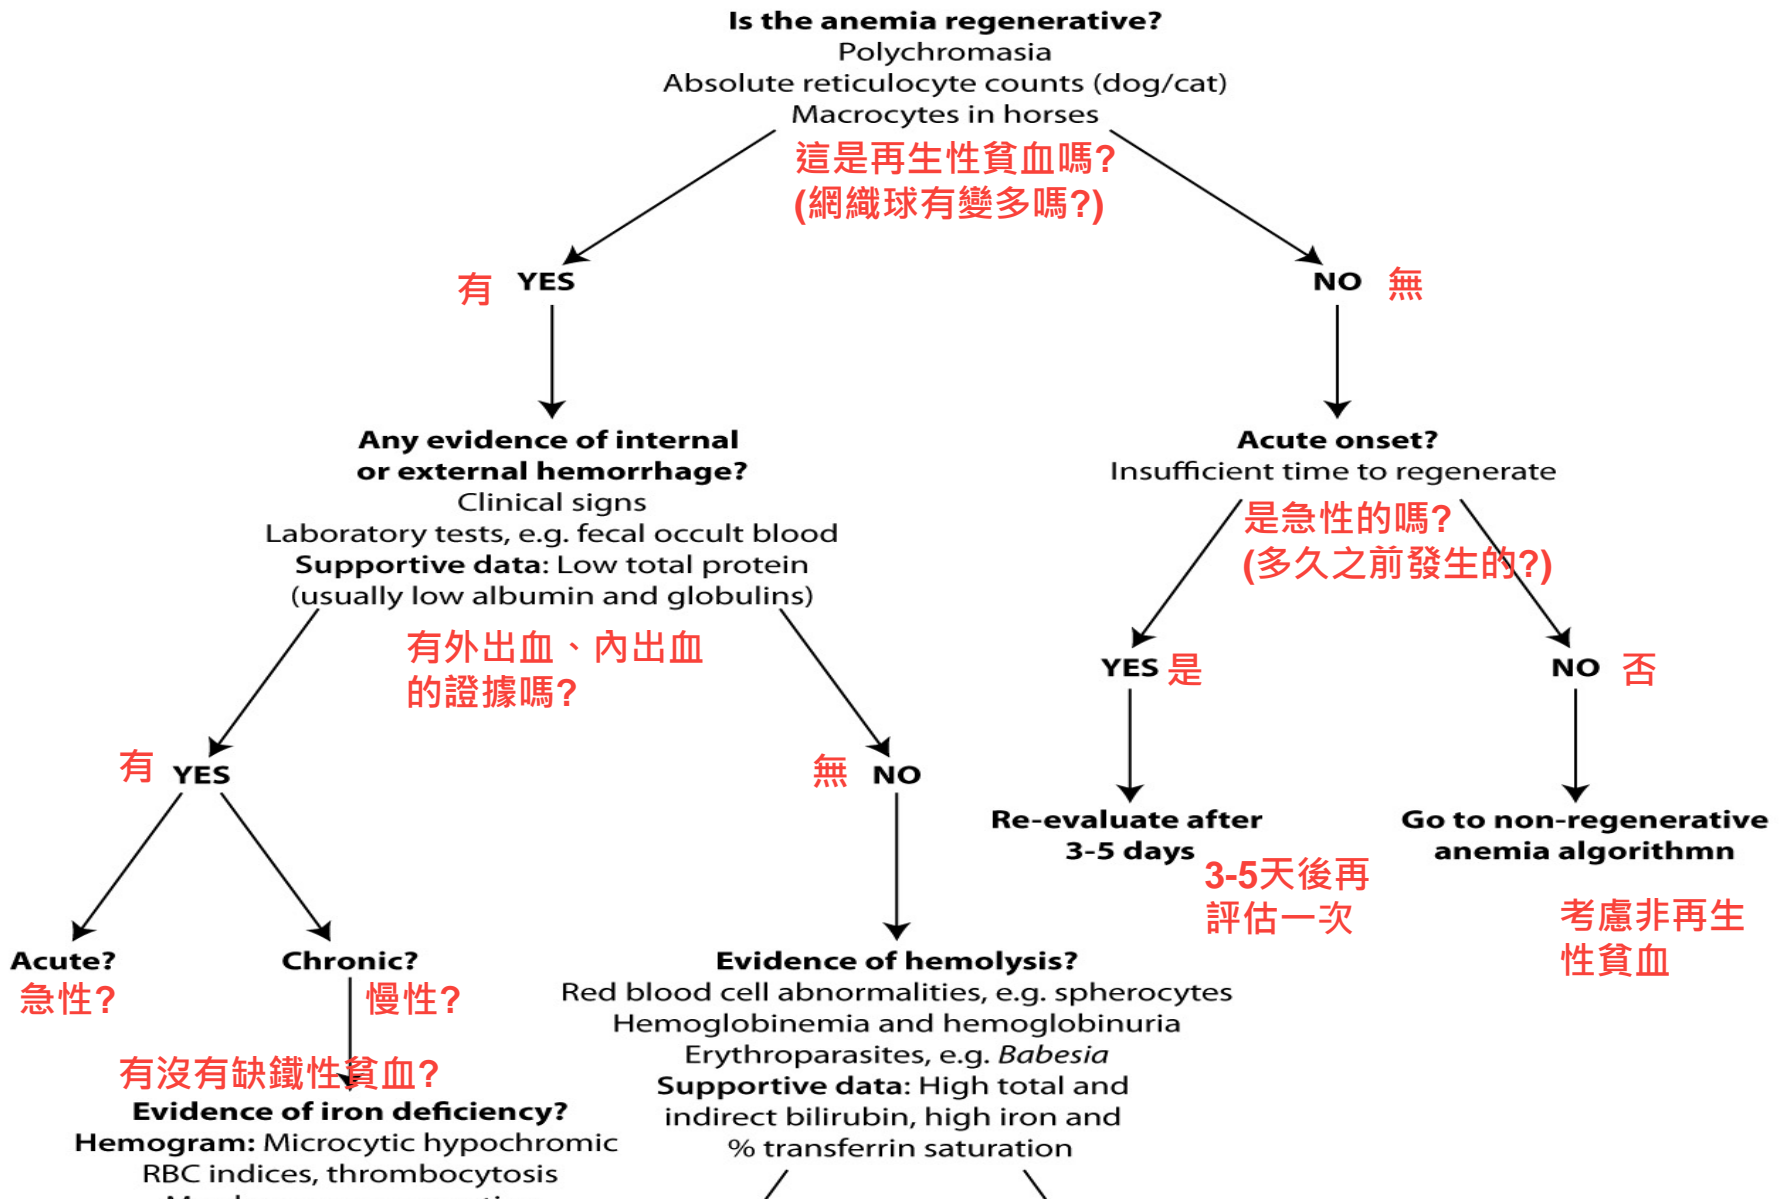 Is the anemia regenerative?
Polychromasia
Absolute reticulocyte counts (dog/cat)
Macrocytes in horses
這是再生性貧血嗎?
(網織球有變多嗎?)
有 YES
NO 無
Any evidence of internal
or external hemorrhage?
Clinical signs
Laboratory tests, e.g. fecal occult blood
Supportive data: Low total protein
(usually low albumin and globulins)
有外出血、內出血
的證據嗎?
Acute onset?
Insufficient time to regenerate
是急性的嗎?
(多久之前發生的?)
YES 是
NO 否
有 YES
無 NO
Re-evaluate after
3-5 days
3-5天後再
評估一次
Go to non-regenerative
anemia algorithmn
考慮非再生
性貧血
Acute?
急性?
Chronic?
慢性?
有沒有缺鐵性貧血?
Evidence of iron deficiency?
Hemogram: Microcytic hypochromic
RBC indices, thrombocytosis
Evidence of hemolysis?
Red blood cell abnormalities, e.g. spherocytes
Hemoglobinemia and hemoglobinuria
Erythroparasites, e.g. Babesia
Supportive data: High total and
indirect bilirubin, high iron and
% transferrin saturation